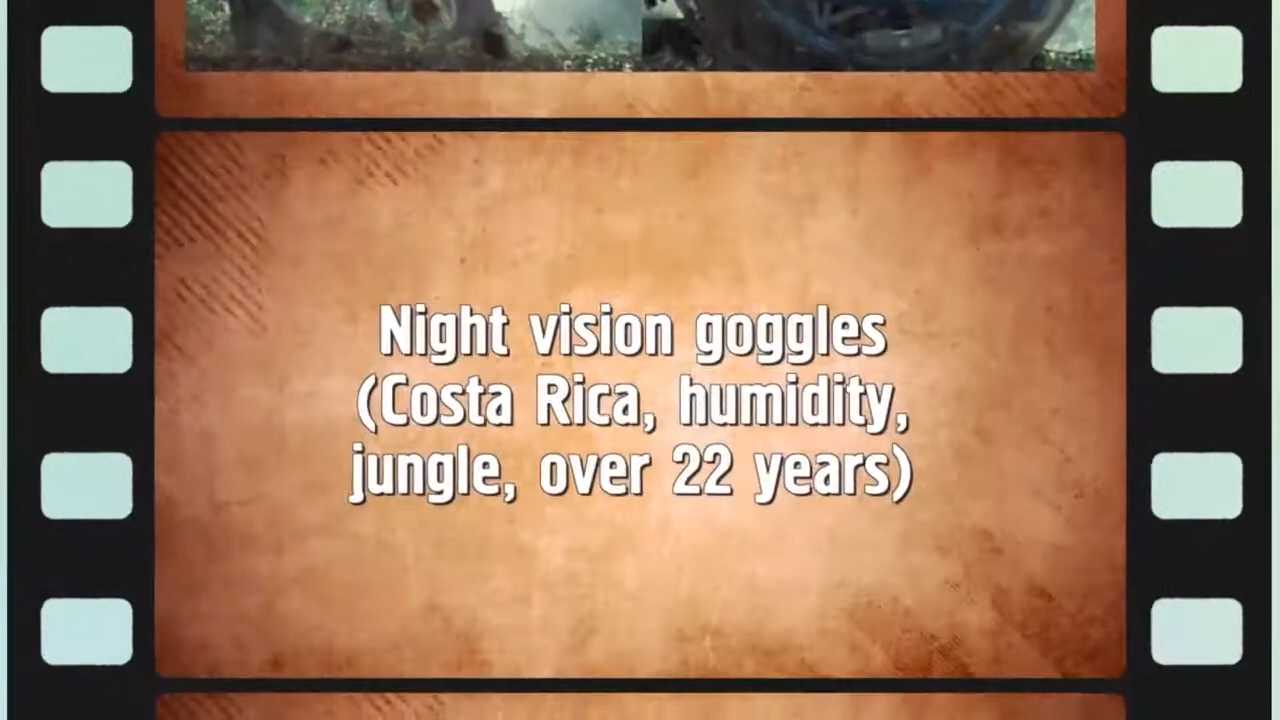 Night vision goggles
(Costa Rica, humidity,
jungle, over 22 years)